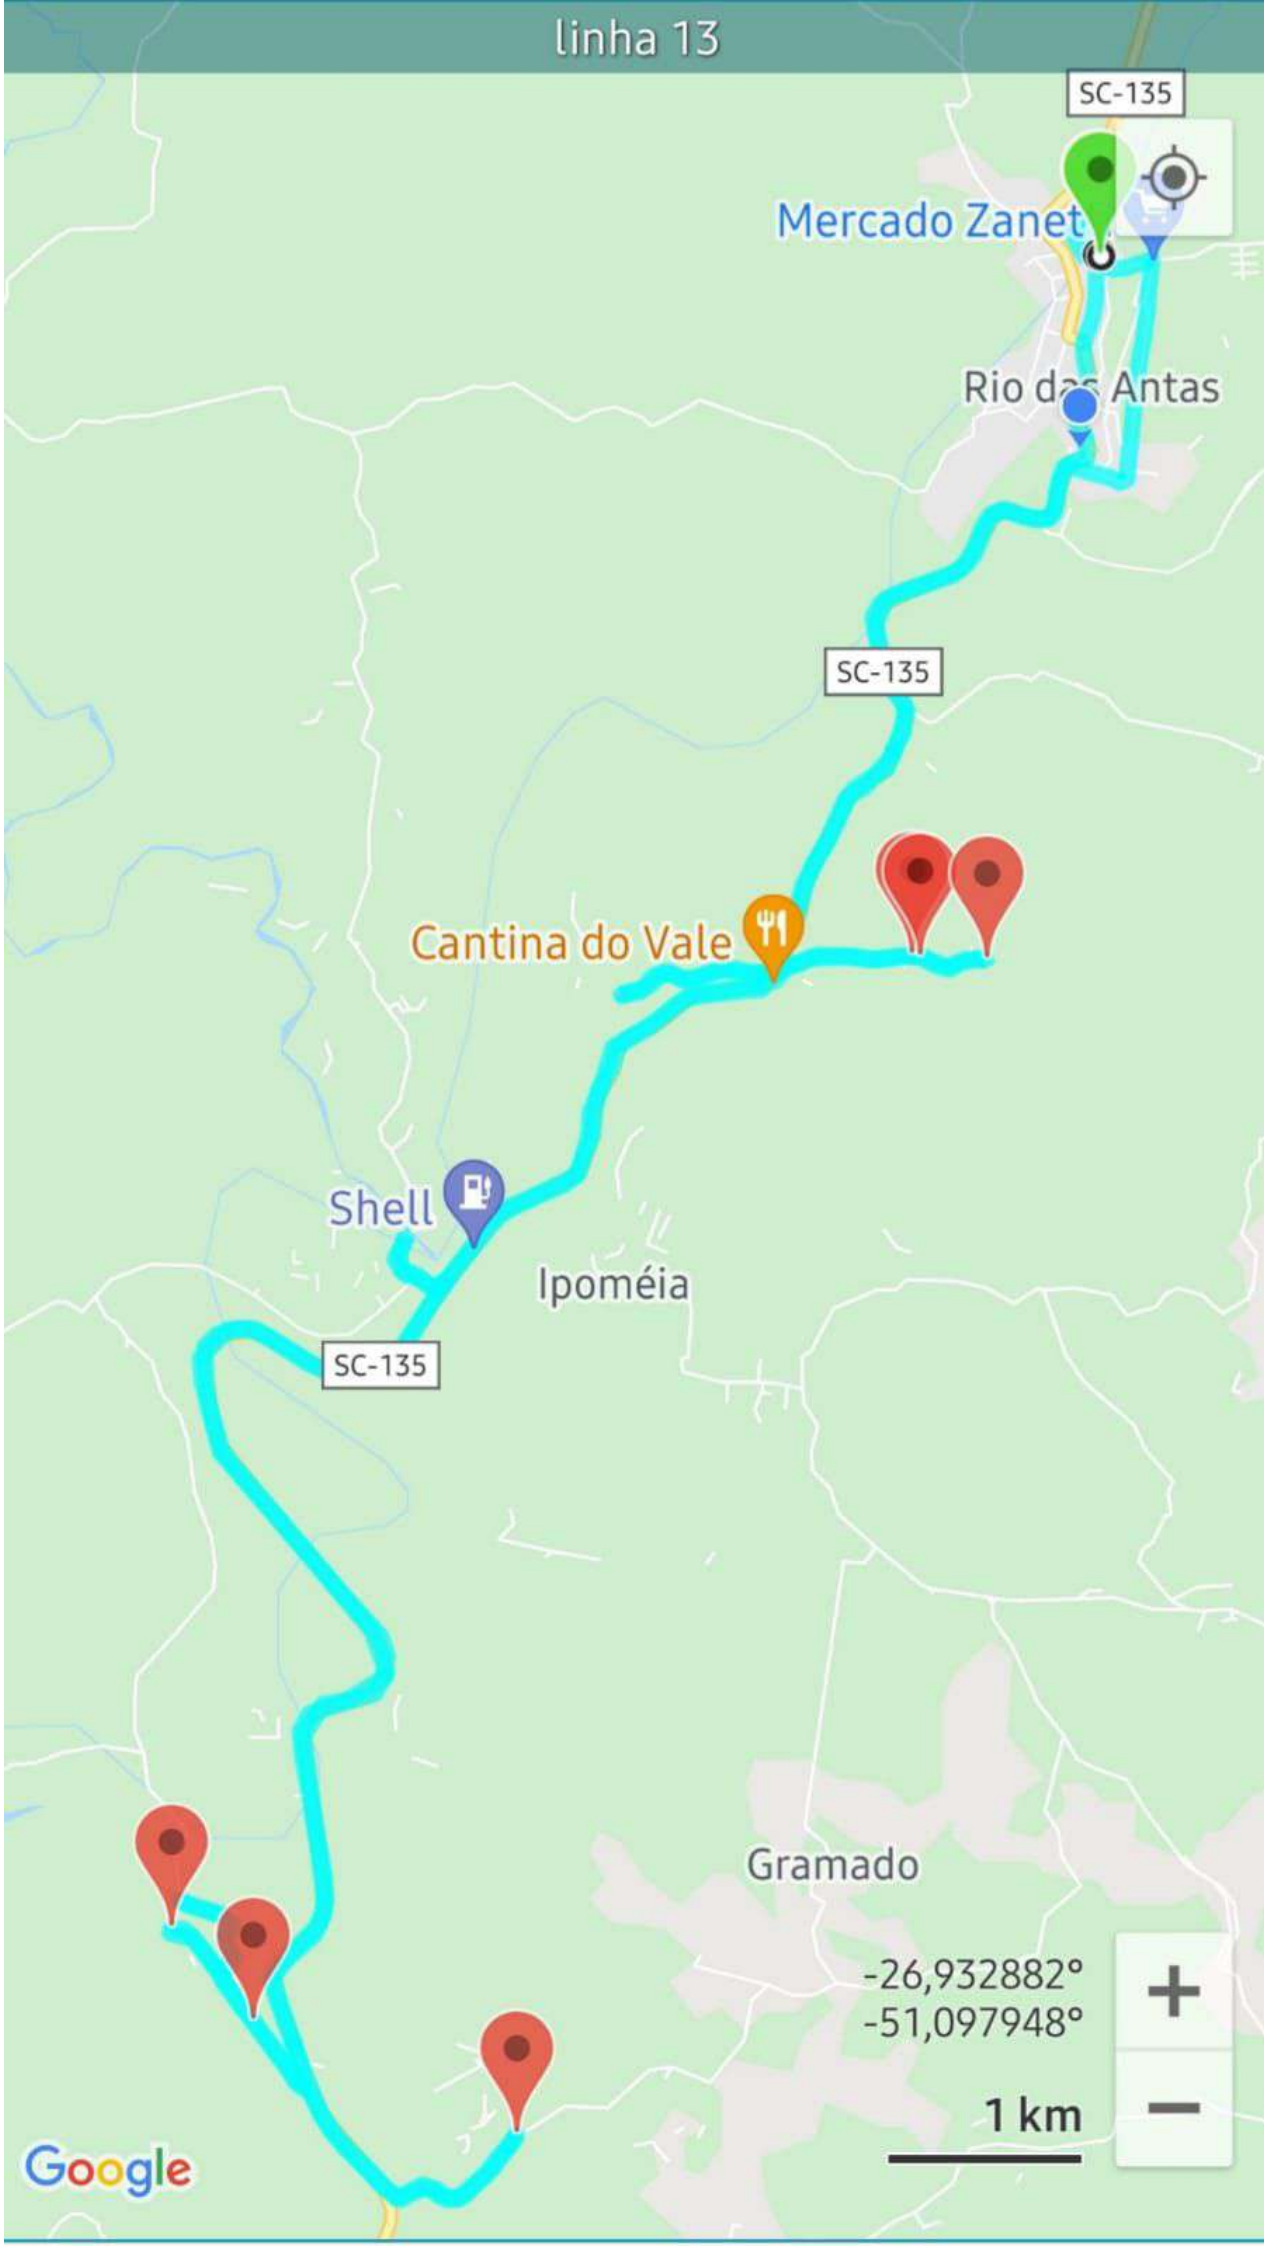 linha 13
SC-135
Mercado Zanet
Rio das Antas
SC-135
Cantina do Vale
Shell
Ipoméia
SC-135
Gramado
-26,932882°
-51,097948°
1 km
Google